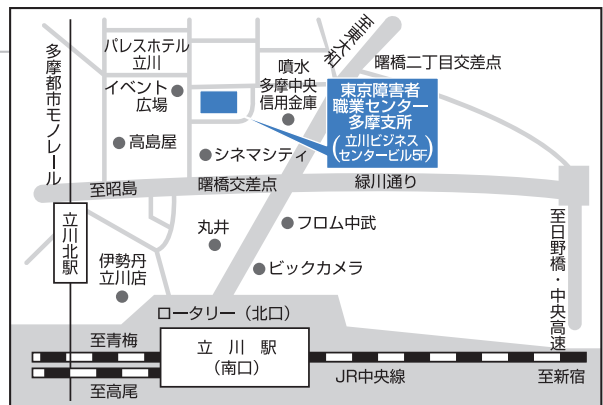 至東大和
パレスホテル
立川
噴水
曙橋二丁目交差点
多摩都市モノレール
イベント
広場
多摩中央
信用金庫
東京障害者
職業センター
多摩支所
(立川ビジネス
センタービル5F)
高島屋
シネマシティ
至昭島
曙橋交差点
緑川通り
立川北駅
丸井
フロム中武
至日野橋・中央高速
伊勢丹
立川店
ビックカメラ
ロータリー（北口）
至青梅
立川駅
(南口)
至高尾
JR中央線
至新宿